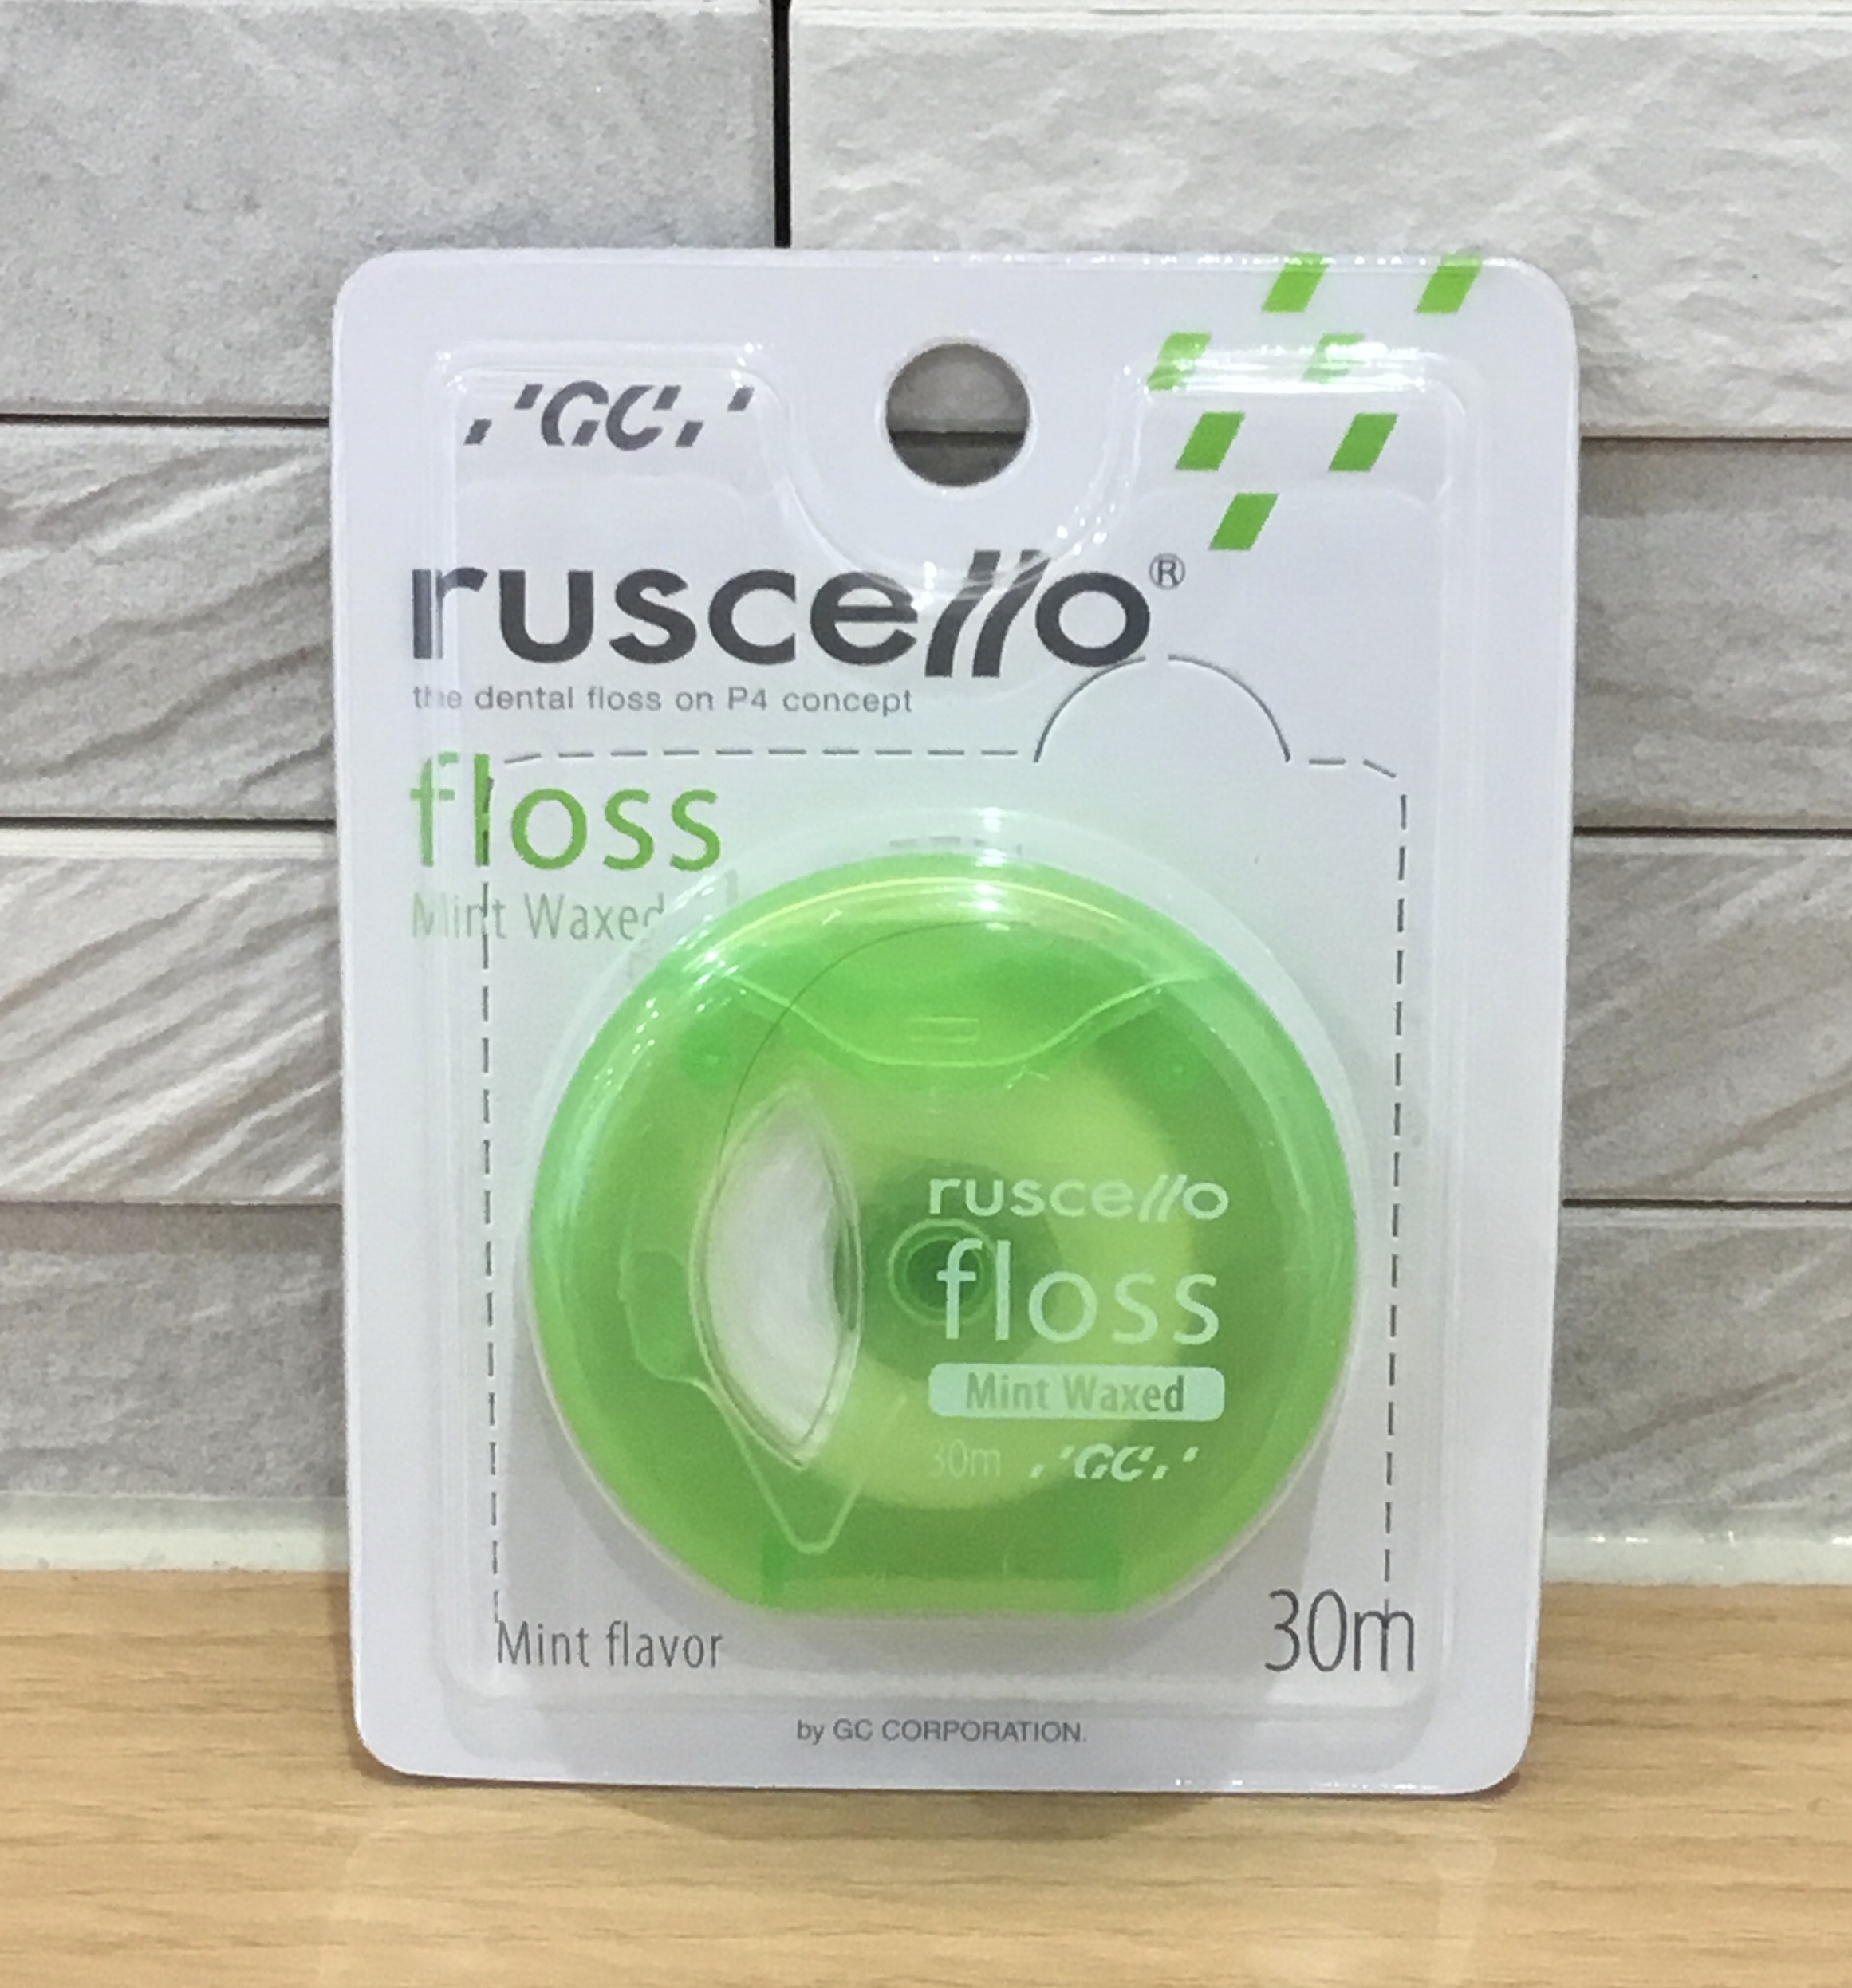 GC
ruscello®
the dental floss on P4 concept
floss
Mint Waxed
ruscello
floss
Mint Waxed
30m GC
Mint flavor
30m
by GC CORPORATION.